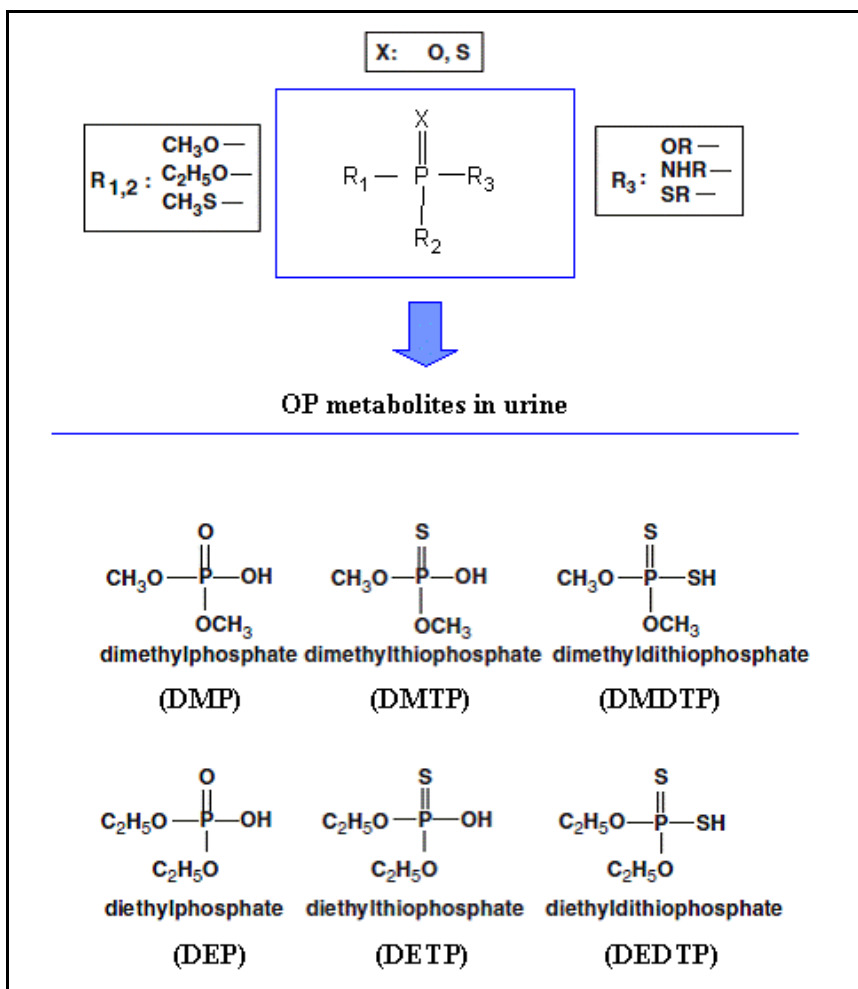 X: O, S
CH₃O—
R₁,₂ : C₂H₅O—
CH₃S—
X
R₁ P R₃
R₂
OR—
R₃: NHR—
SR—
OP metabolites in urine
O S S
CH₃O—P—OH CH₃O—P—OH CH₃O—P—SH
OCH₃ OCH₃ OCH₃
dimethylphosphate dimethylthiophosphate dimethyldithiophosphate
(DMP) (DMTP) (DMDTP)
O S S
C₂H₅O—P—OH C₂H₅O—P—OH C₂H₅O—P—SH
C₂H₅O C₂H₅O C₂H₅O
diethylphosphate diethylthiophosphate diethyldithiophosphate
(DEP) (DETP) (DEDTP)